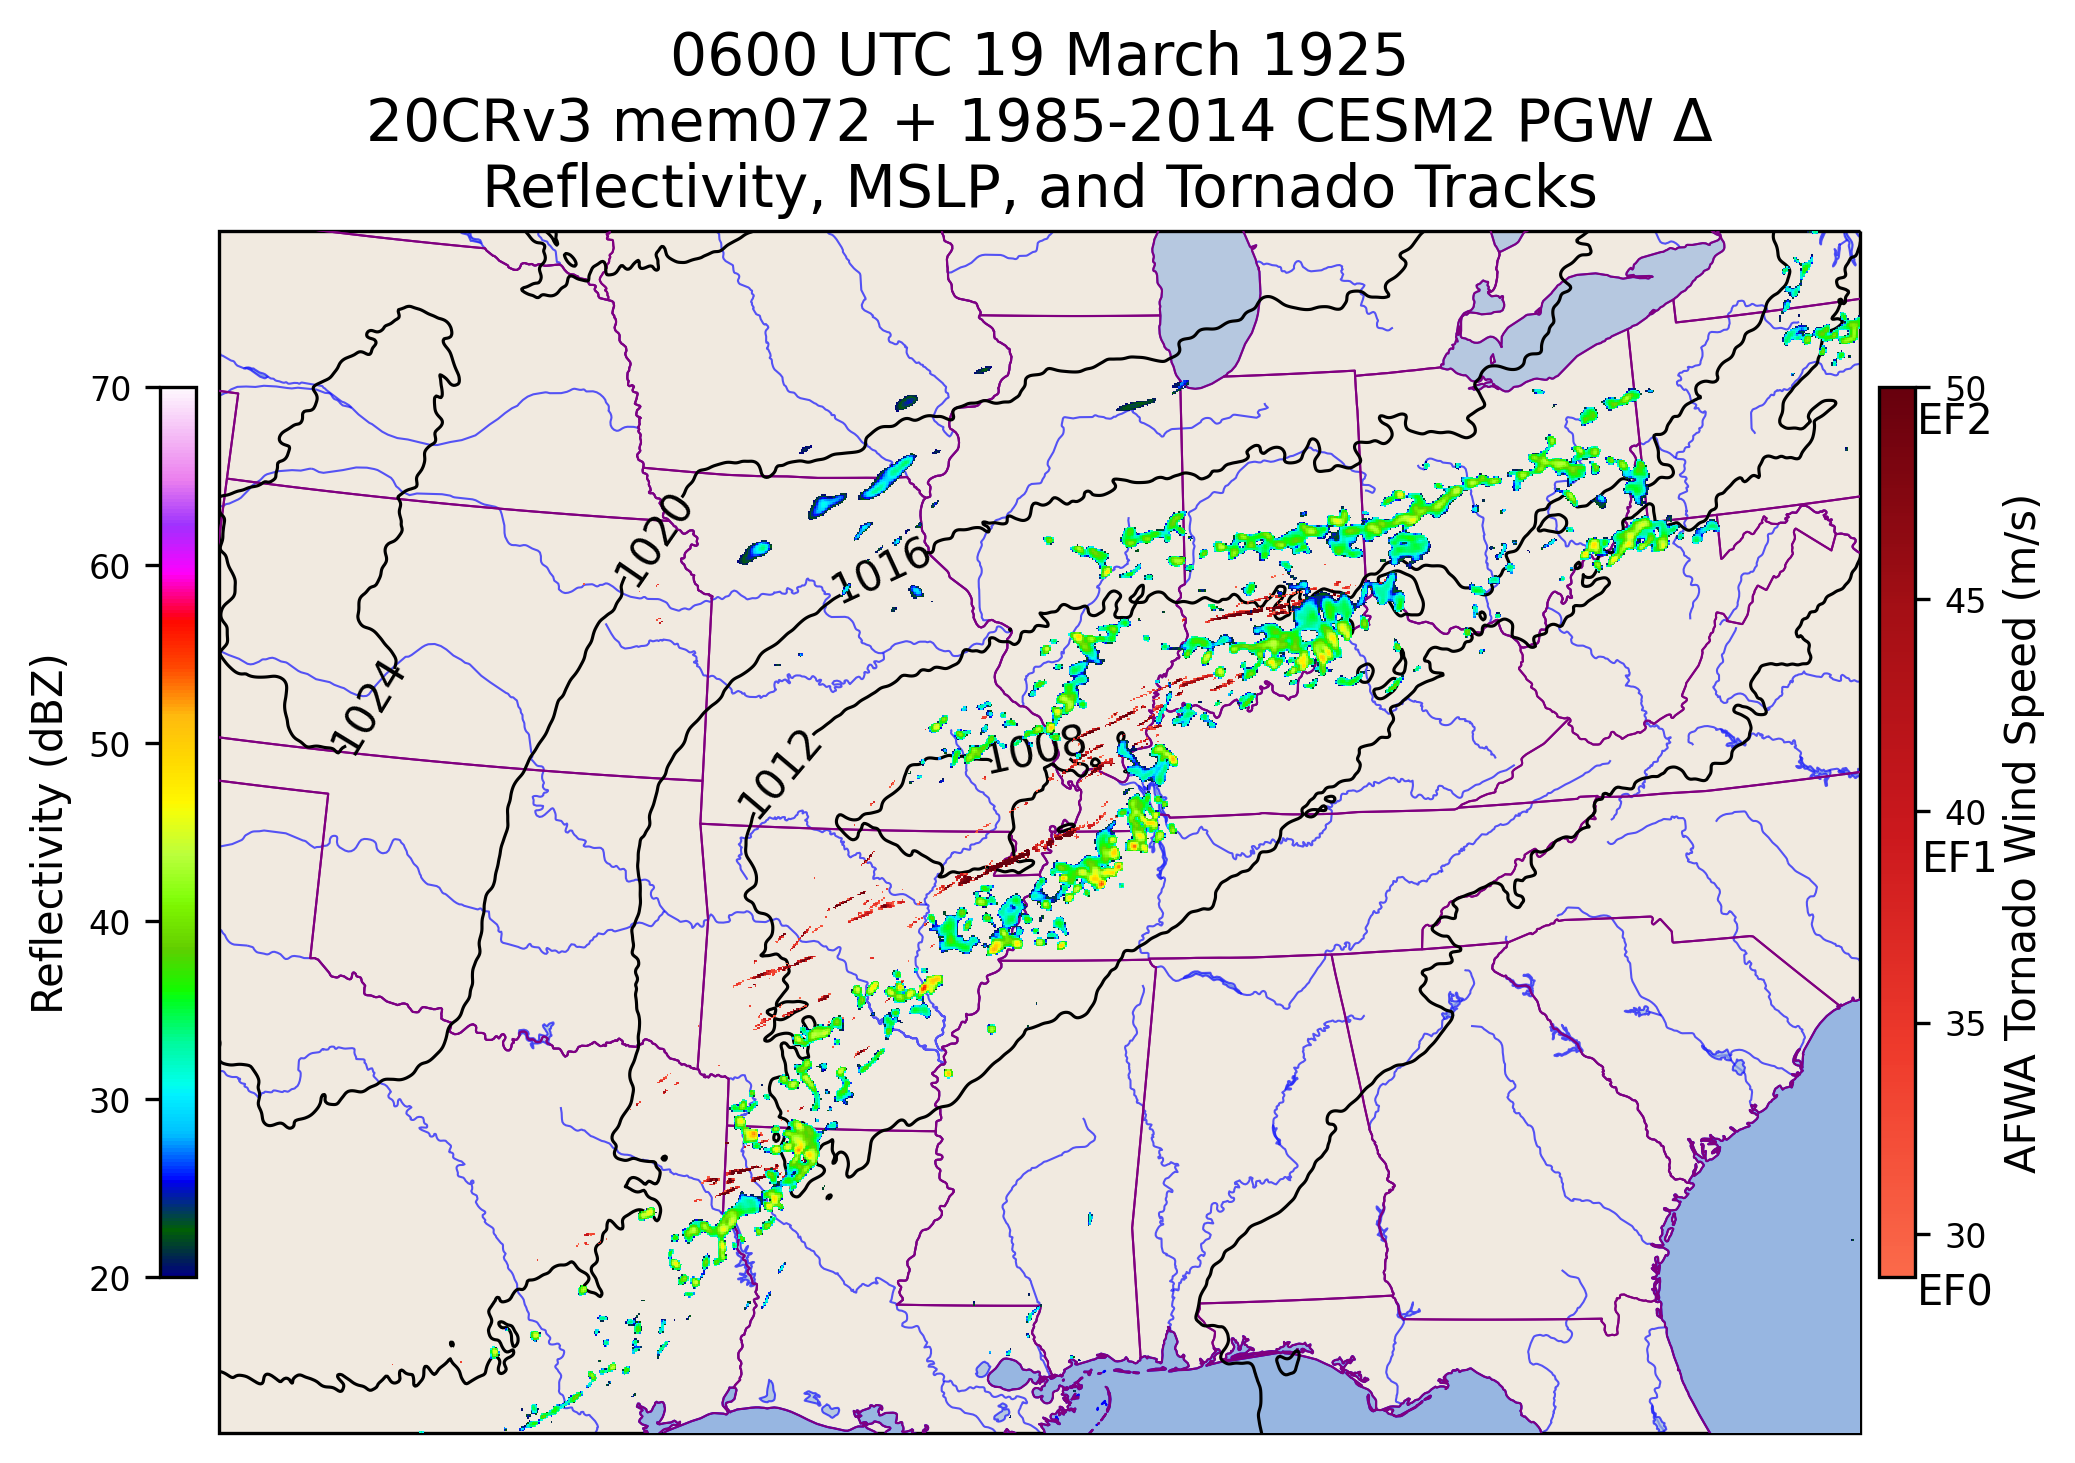 0600 UTC 19 March 1925
20CRv3 mem072 + 1985-2014 CESM2 PGW Δ
Reflectivity, MSLP, and Tornado Tracks
70
60
50
40
30
20
Reflectivity (dBZ)
1020
1016
1024
1012
1008
50
EF2
45
40
EF1
35
30
EF0
AFWA Tornado Wind Speed (m/s)